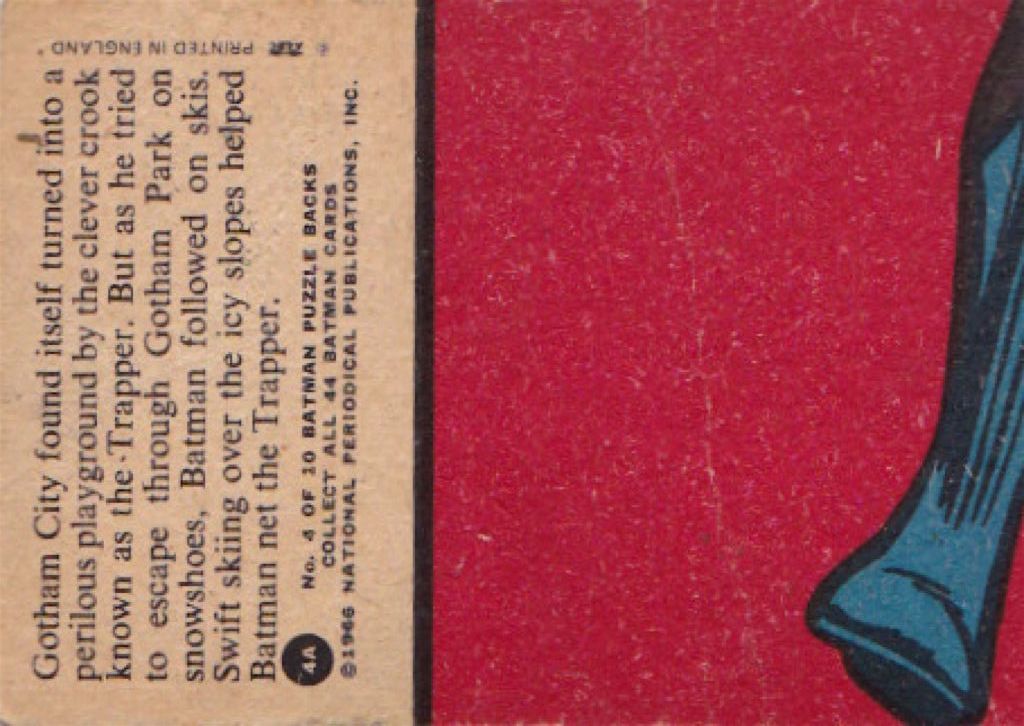 Gotham City found itself turned into a
perilous playground by the clever crook
known as the Trapper. But as he tried
to escape through Gotham Park on
snowshoes, Batman followed on skis.
Swift skiing over the icy slopes helped
Batman net the Trapper.
4A
No. 4 OF 10 BATMAN PUZZLE BACKS
COLLECT ALL 44 BATMAN CARDS
©1966 NATIONAL PERIODICAL PUBLICATIONS, INC.
PRINTED IN ENGLAND